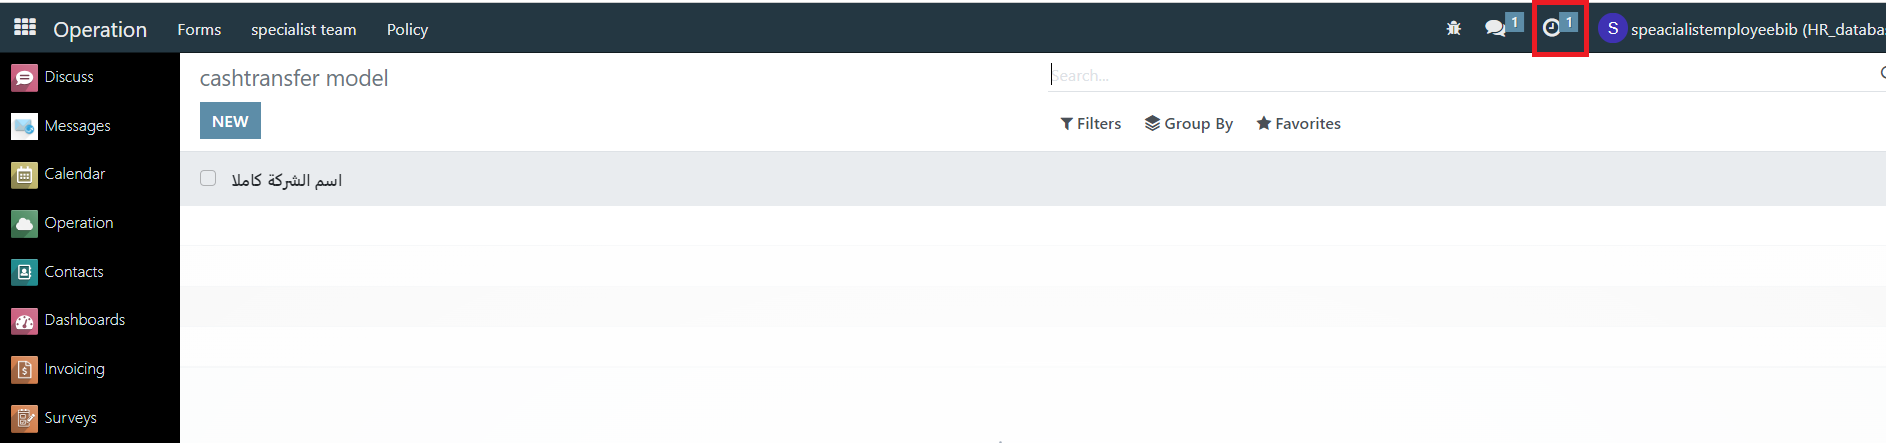 Operation Forms specialist team Policy 1 1 S speacialistemployeebib (HR_databa
Discuss
Messages
Calendar
Operation
Contacts
Dashboards
Invoicing
Surveys
cashtransfer model
Search...
NEW
Filters Group By Favorites
اسم الشركة كاملا